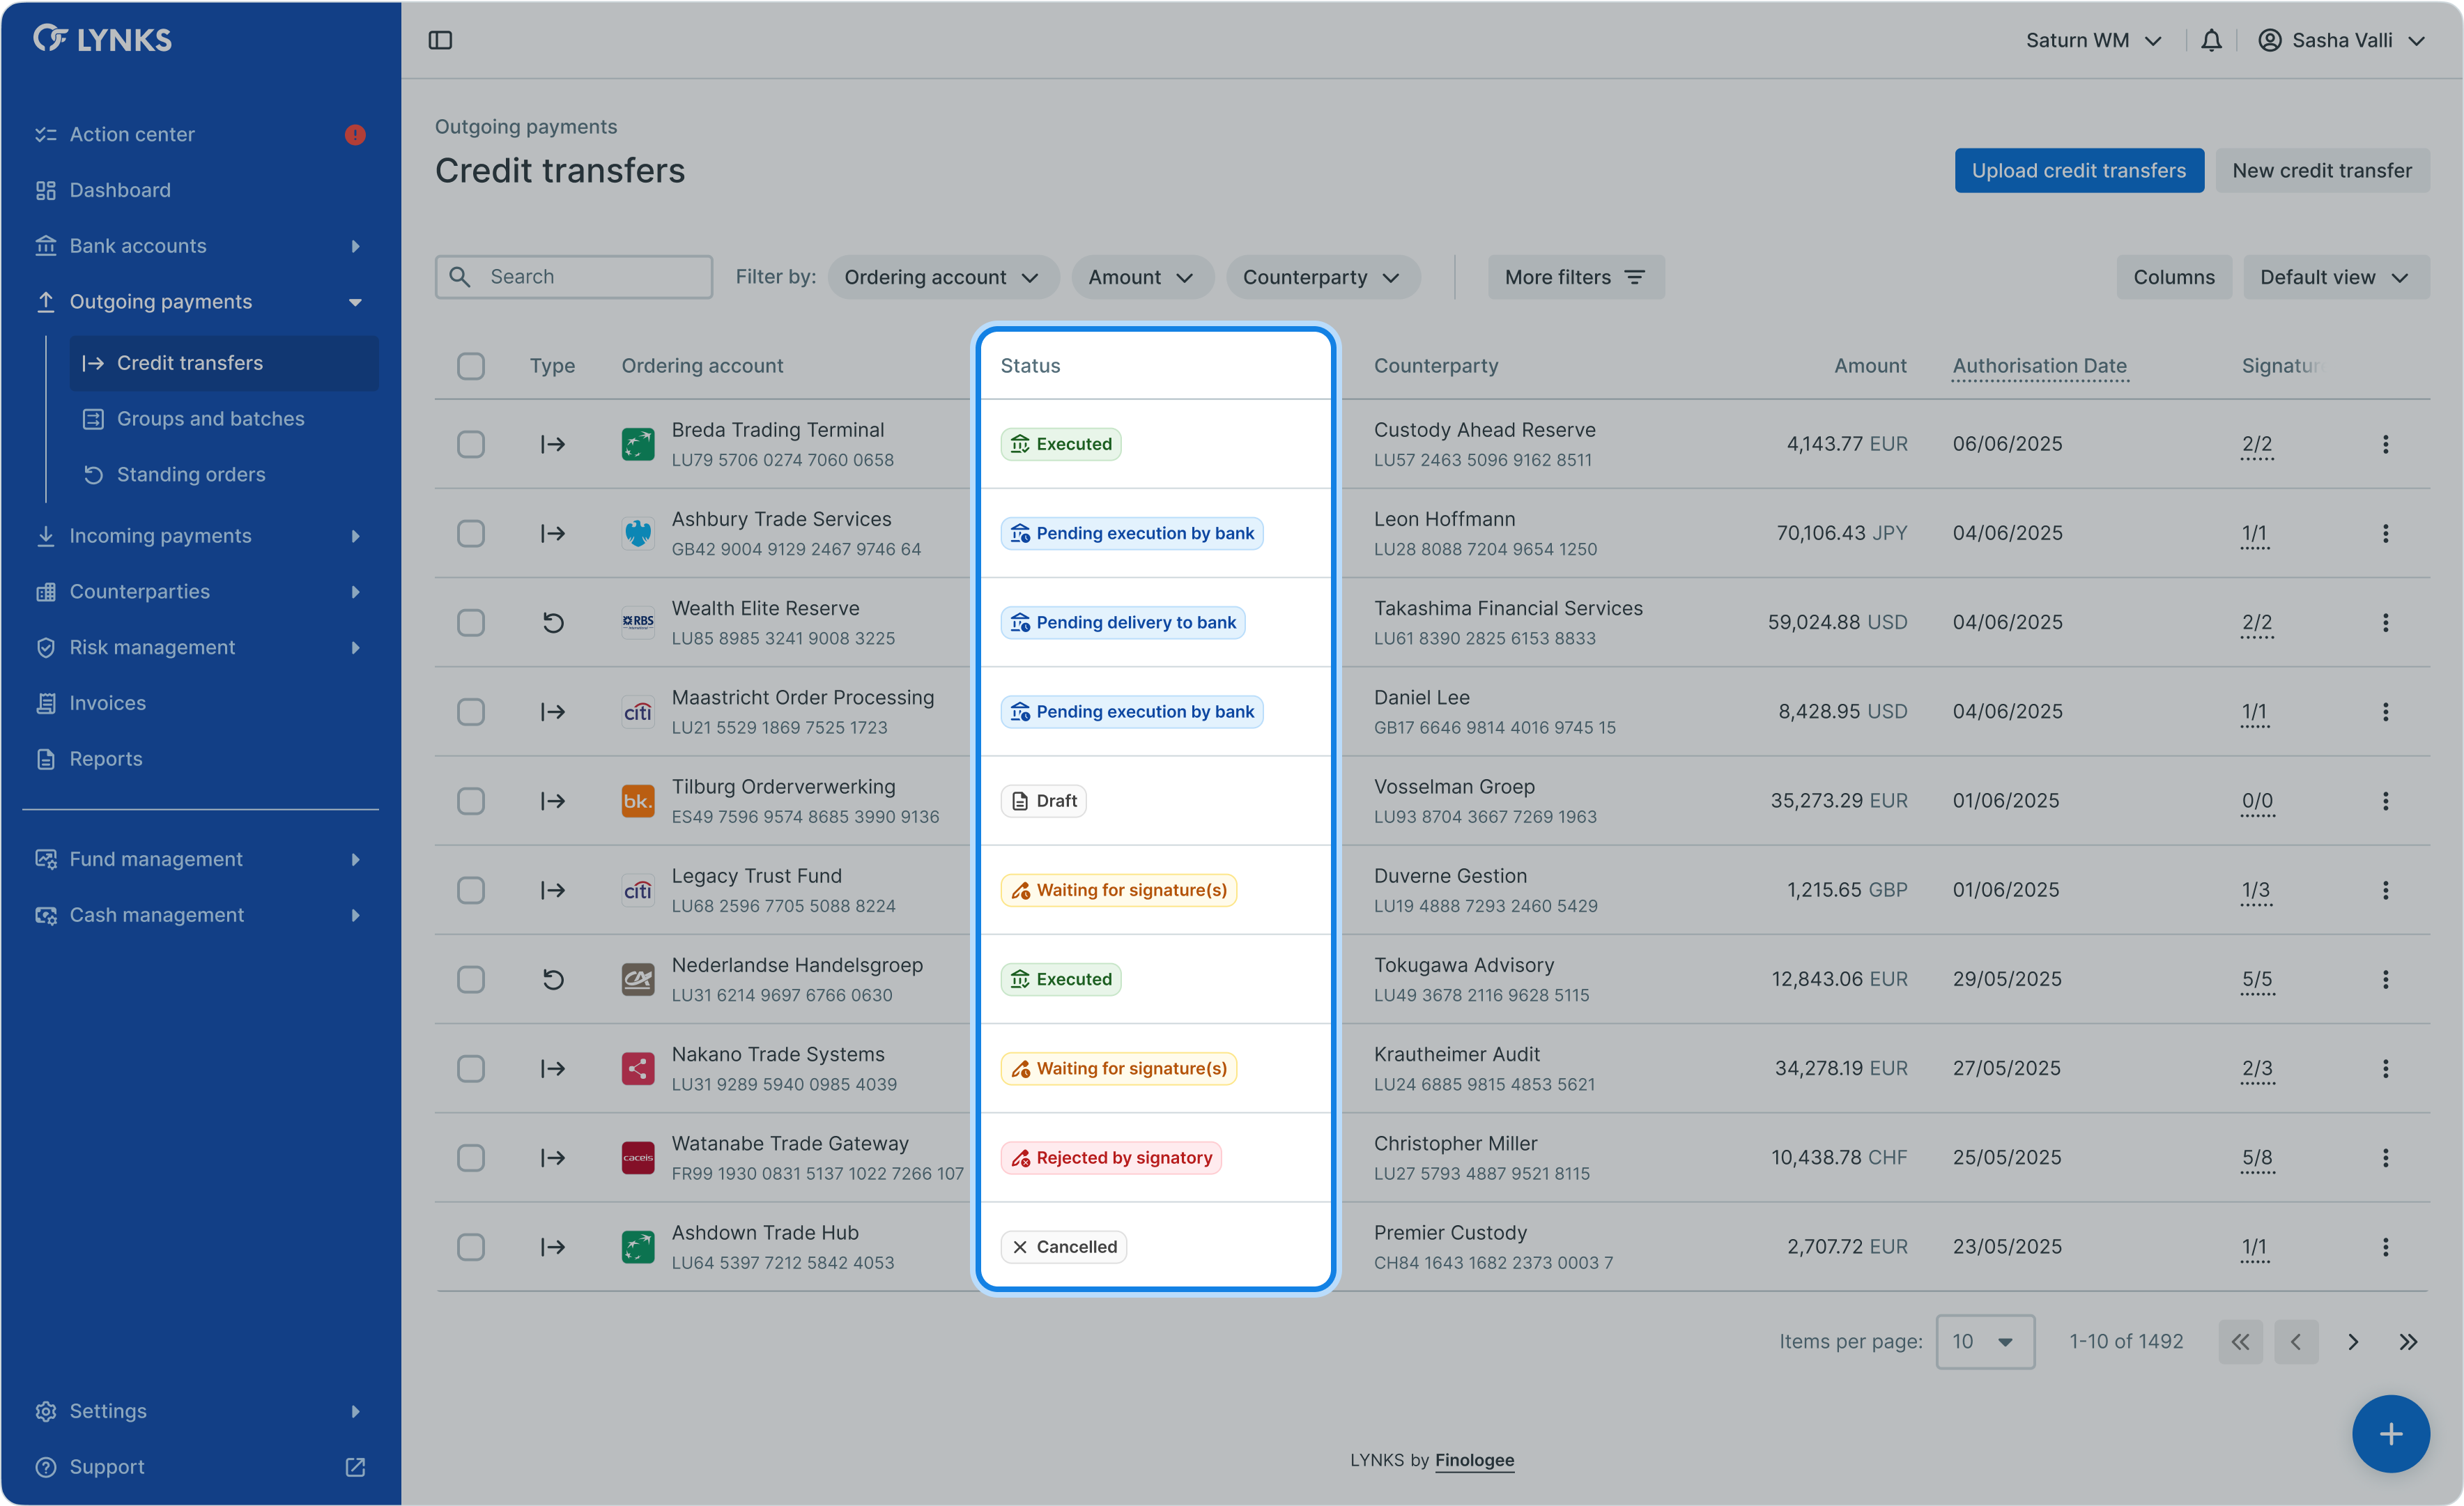 LYNKS
Saturn WM
Sasha Valli
Action center
Dashboard
Bank accounts
Outgoing payments
Credit transfers
Groups and batches
Standing orders
Incoming payments
Counterparties
Risk management
Invoices
Reports
Fund management
Cash management
Settings
Support
Outgoing payments
Credit transfers
Upload credit transfers
New credit transfer
Search
Filter by:
Ordering account
Amount
Counterparty
More filters
Columns
Default view
Type Ordering account Status Counterparty Amount Authorisation Date Signatur
Breda Trading Terminal
LU79 5706 0274 7060 0658
Executed
Custody Ahead Reserve
LU57 2463 5096 9162 8511
4,143.77 EUR 06/06/2025 2/2
Ashbury Trade Services
GB42 9004 9129 2467 9746 64
Pending execution by bank
Leon Hoffmann
LU28 8088 7204 9654 1250
70,106.43 JPY 04/06/2025 1/1
RBS
Wealth Elite Reserve
LU85 8985 3241 9008 3225
Pending delivery to bank
Takashima Financial Services
LU61 8390 2825 6153 8833
59,024.88 USD 04/06/2025 2/2
citi
Maastricht Order Processing
LU21 5529 1869 7525 1723
Pending execution by bank
Daniel Lee
GB17 6646 9814 4016 9745 15
8,428.95 USD 04/06/2025 1/1
bk.
Tilburg Orderverwerking
ES49 7596 9574 8685 3990 9136
Draft
Vosselman Groep
LU93 8704 3667 7269 1963
35,273.29 EUR 01/06/2025 0/0
citi
Legacy Trust Fund
LU68 2596 7705 5088 8224
Waiting for signature(s)
Duverne Gestion
LU19 4888 7293 2460 5429
1,215.65 GBP 01/06/2025 1/3
CA
Nederlandse Handelsgroep
LU31 6214 9697 6766 0630
Executed
Tokugawa Advisory
LU49 3678 2116 9628 5115
12,843.06 EUR 29/05/2025 5/5
Nakano Trade Systems
LU31 9289 5940 0985 4039
Waiting for signature(s)
Krautheimer Audit
LU24 6885 9815 4853 5621
34,278.19 EUR 27/05/2025 2/3
caceis
Watanabe Trade Gateway
FR99 1930 0831 5137 1022 7266 107
Rejected by signatory
Christopher Miller
LU27 5793 4887 9521 8115
10,438.78 CHF 25/05/2025 5/8
Ashdown Trade Hub
LU64 5397 7212 5842 4053
Cancelled
Premier Custody
CH84 1643 1682 2373 0003 7
2,707.72 EUR 23/05/2025 1/1
Items per page: 10 1-10 of 1492
LYNKS by Finologee